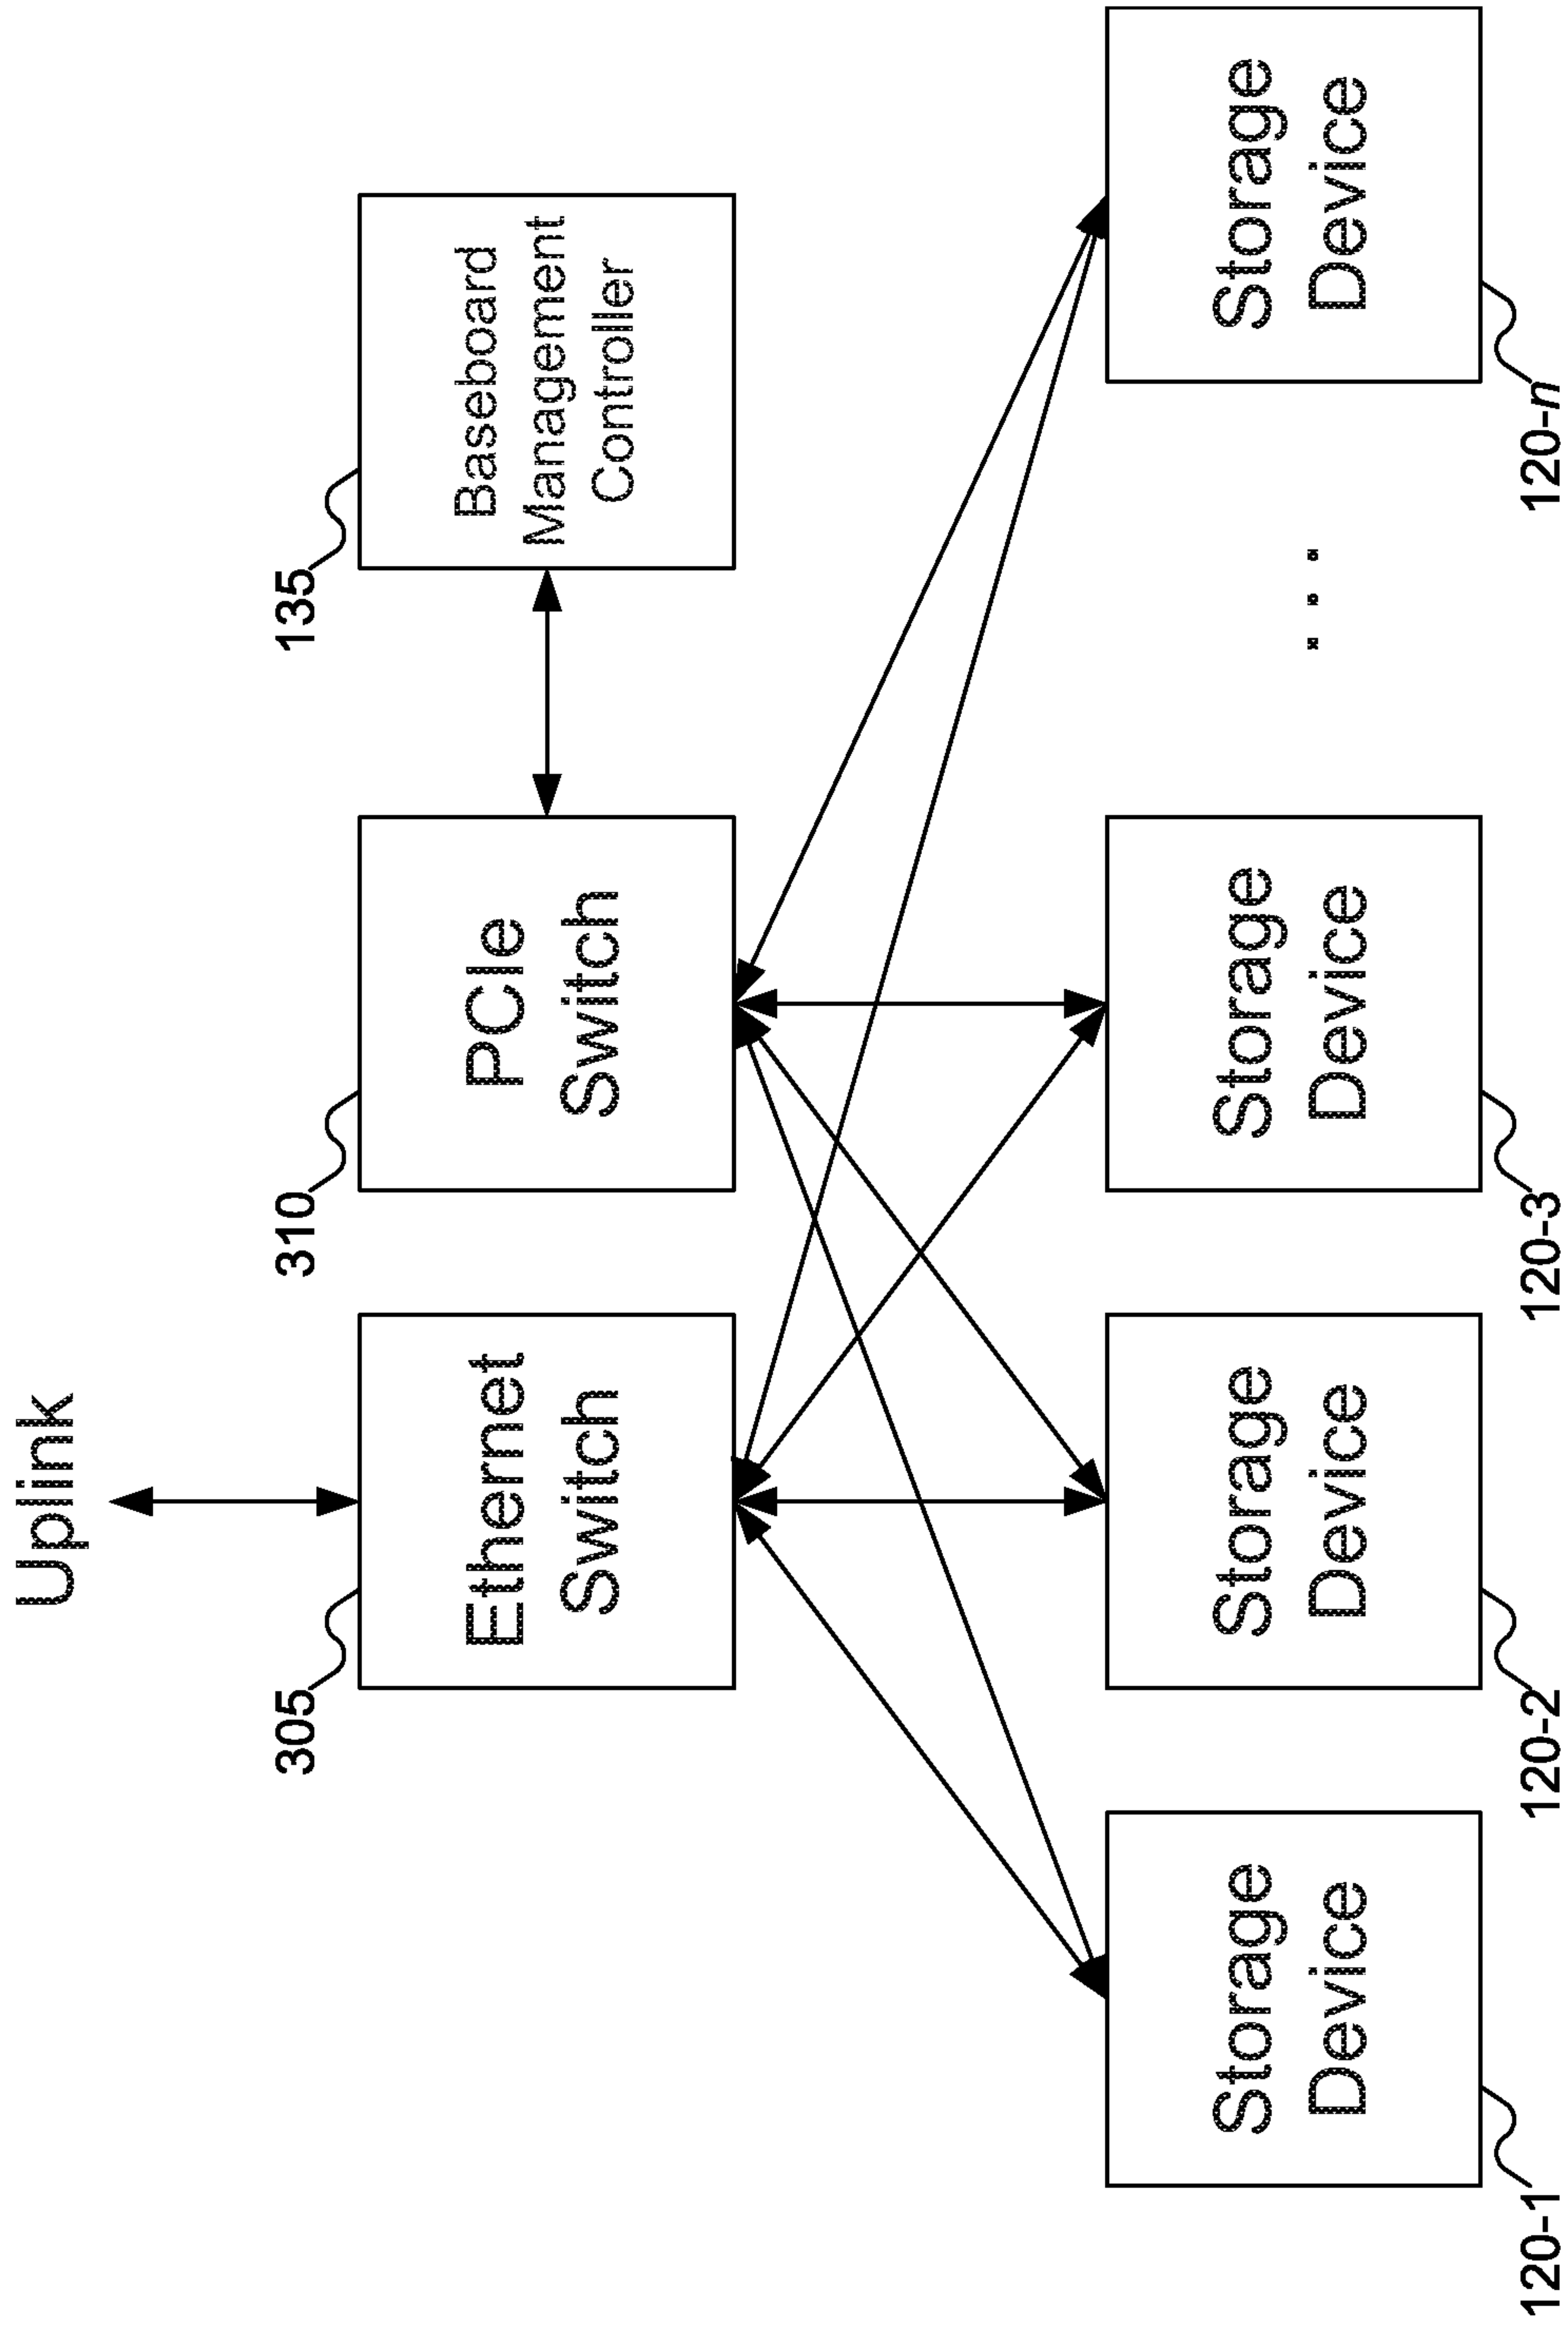 Uplink
305
310
135
Ethernet
Switch
PCIe
Switch
Baseboard
Management
Controller
Storage
Device
Storage
Device
Storage
Device
. . .
Storage
Device
120-1
120-2
120-3
120-n